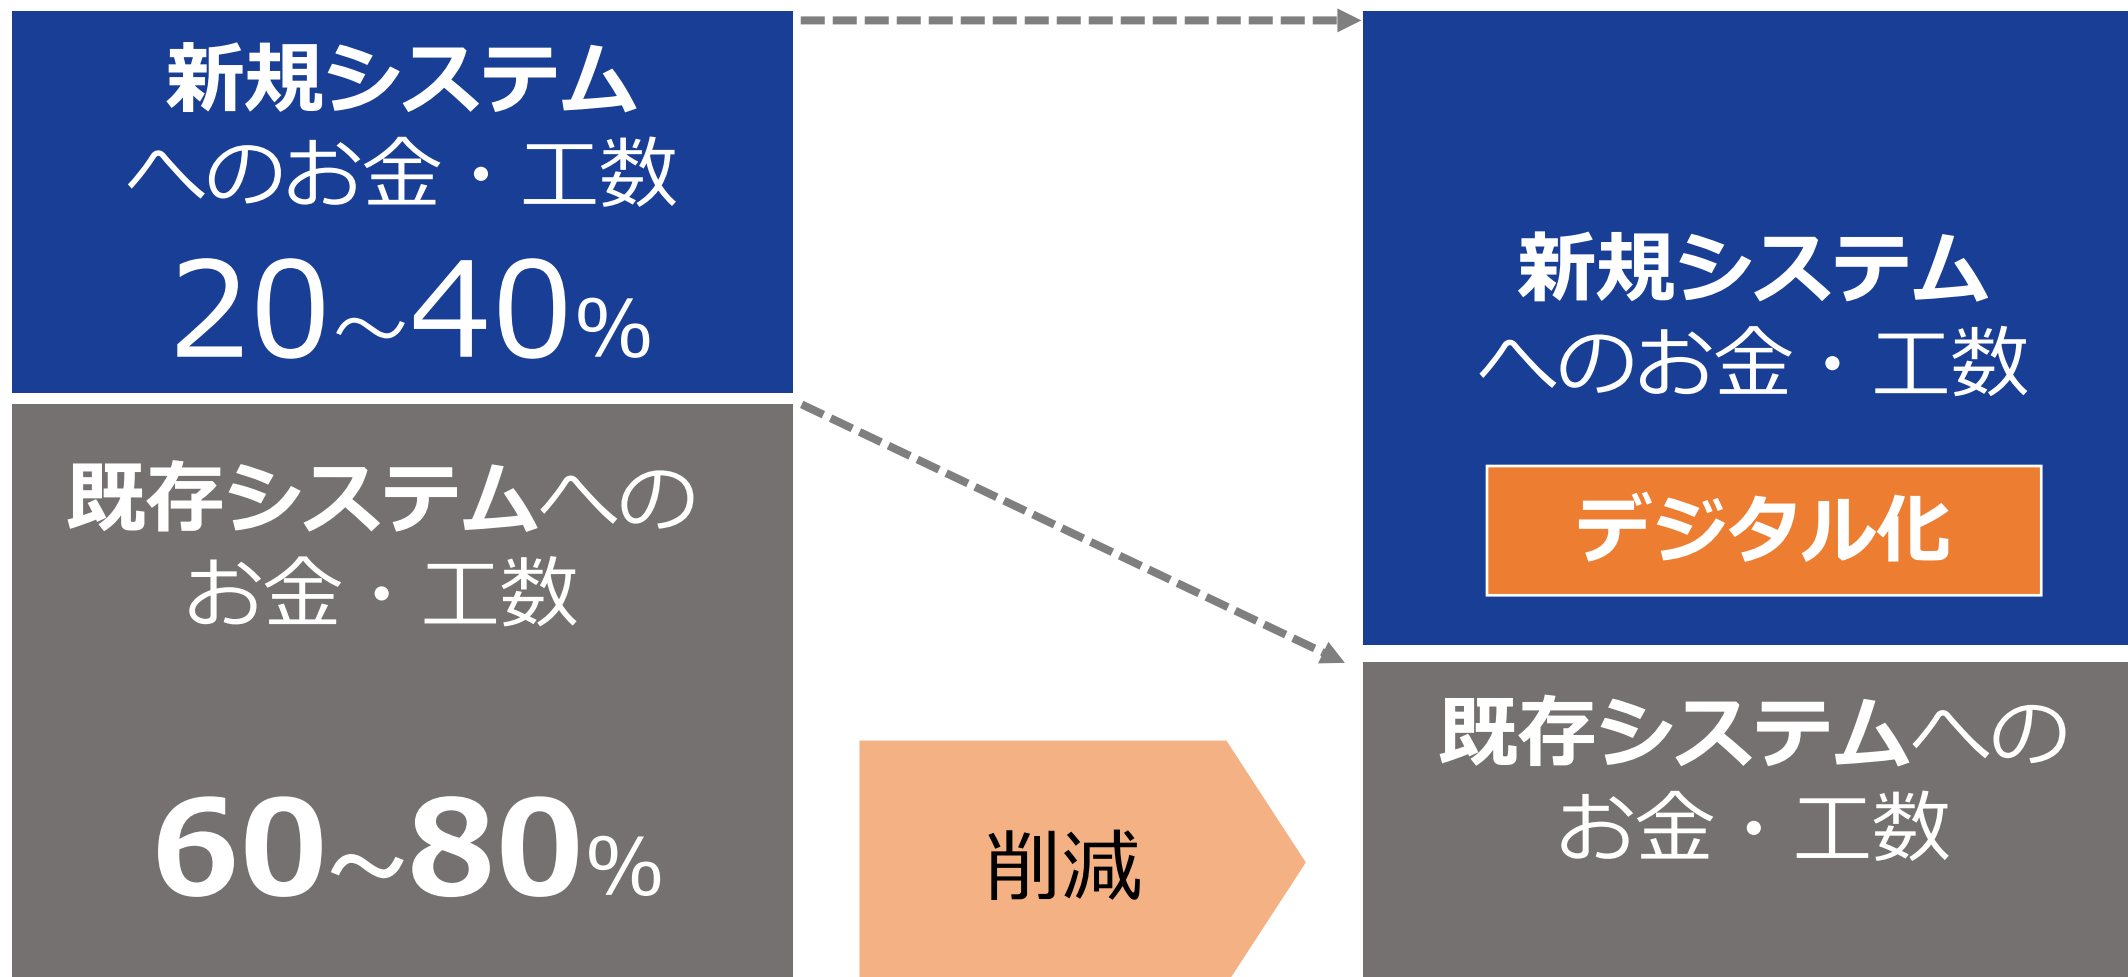 新規システム
へのお金・工数
20～40%
既存システムへの
お金・工数
60～80%
削減
新規システム
へのお金・工数
デジタル化
既存システムへの
お金・工数